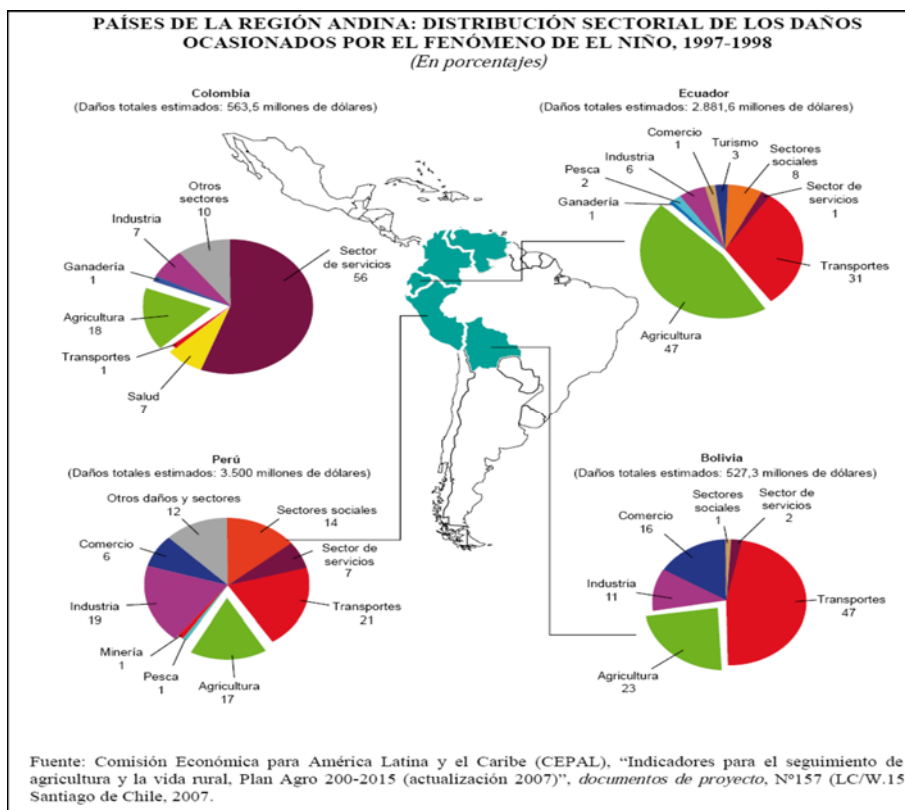 PAÍSES DE LA REGIÓN ANDINA: DISTRIBUCIÓN SECTORIAL DE LOS DAÑOS
OCASIONADOS POR EL FENÓMENO DE EL NIÑO, 1997-1998
(En porcentajes)
Colombia
(Daños totales estimados: 563,5 millones de dólares)
Otros
sectores
10
Industria
7
Ganadería
1
Agricultura
18
Transportes
1
Salud
7
Sector
de servicios
56
Ecuador
(Daños totales estimados: 2.881,6 millones de dólares)
Comercio
1
Turismo
3
Sectores
sociales
8
Industria
6
Pesca
2
Ganadería
1
Sector de
servicios
1
Transportes
31
Agricultura
47
Perú
(Daños totales estimados: 3.500 millones de dólares)
Otros daños y sectores
12
Sectores sociales
14
Comercio
6
Sector de
servicios
7
Industria
19
Transportes
21
Minería
1
Pesca
1
Agricultura
17
Bolivia
(Daños totales estimados: 527,3 millones de dólares)
Sectores
sociales
1
Sector de
servicios
2
Comercio
16
Industria
11
Transportes
47
Agricultura
23
Fuente: Comisión Económica para América Latina y el Caribe (CEPAL), "Indicadores para el seguimiento de
agricultura y la vida rural, Plan Agro 200-2015 (actualización 2007)", documentos de proyecto, N°157 (LC/W.15
Santiago de Chile, 2007.